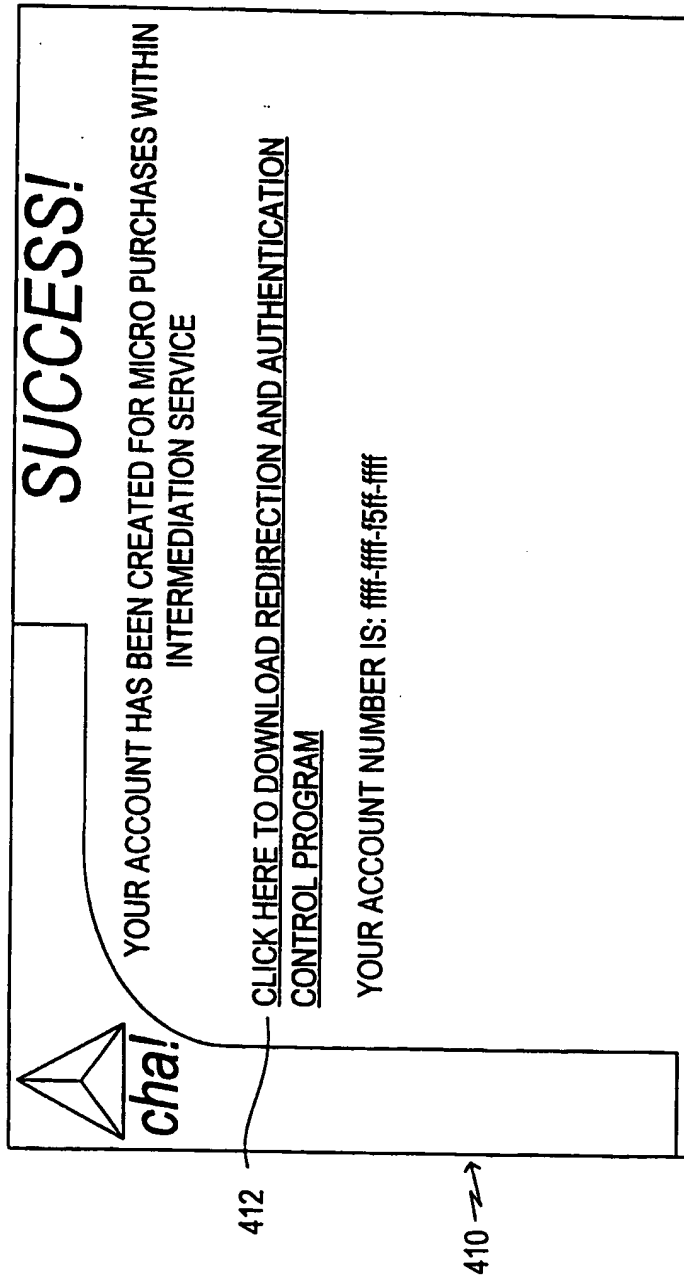 SUCCESS!
cha!
YOUR ACCOUNT HAS BEEN CREATED FOR MICRO PURCHASES WITHIN
INTERMEDIATION SERVICE
412
CLICK HERE TO DOWNLOAD REDIRECTION AND AUTHENTICATION
CONTROL PROGRAM
YOUR ACCOUNT NUMBER IS: ffff-ffff-f5ff-ffff
410